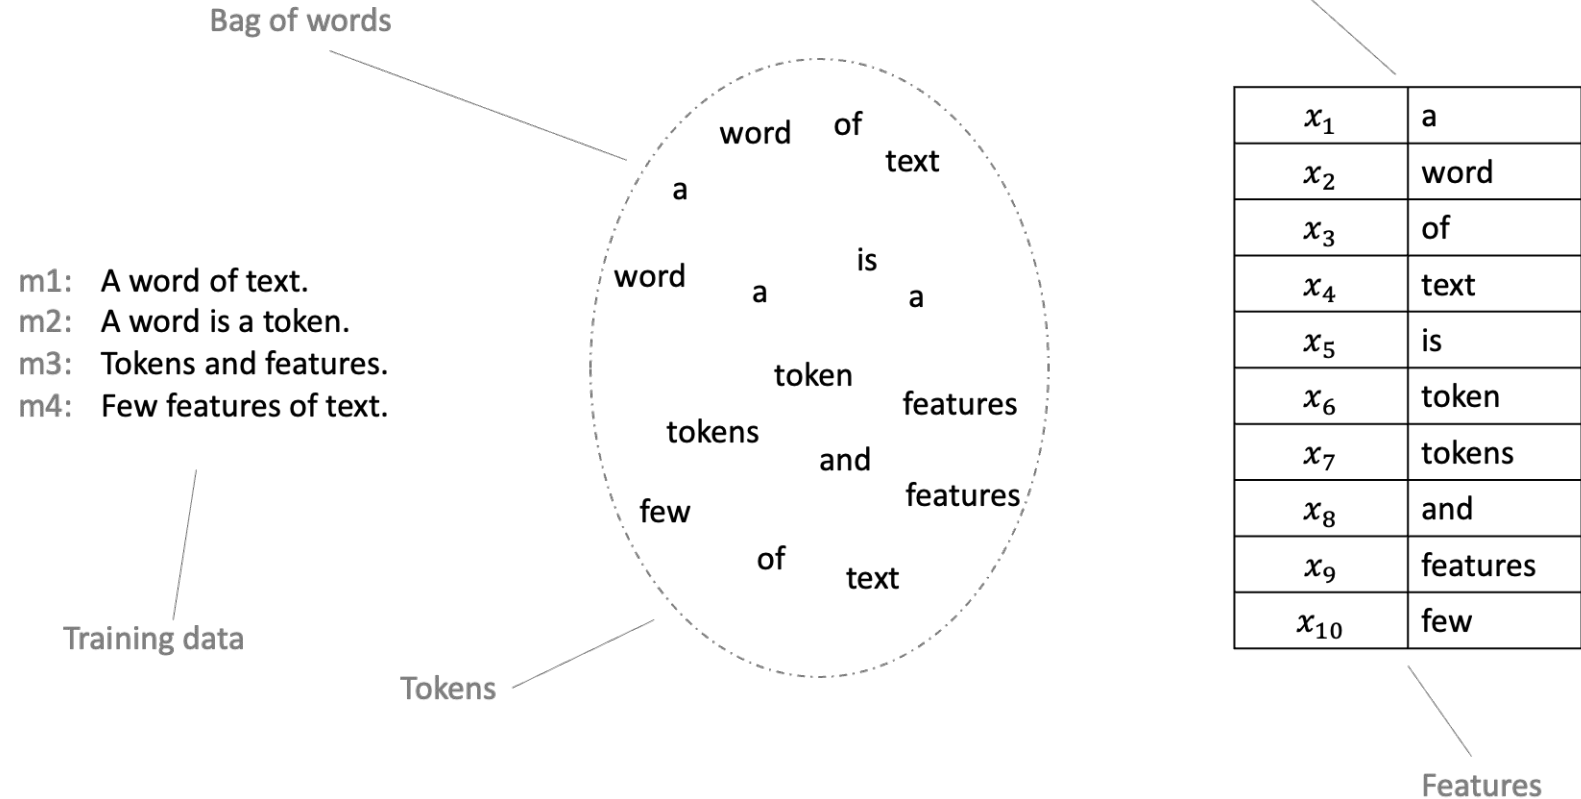 Bag of words
m1: A word of text.
m2: A word is a token.
m3: Tokens and features.
m4: Few features of text.
Training data
word of
text
a
is
word
a
a
token
features
tokens
and
features
few
of
text
Tokens
x₁ a
x₂ word
x₃ of
x₄ text
x₅ is
x₆ token
x₇ tokens
x₈ and
x₉ features
x₁₀ few
Features